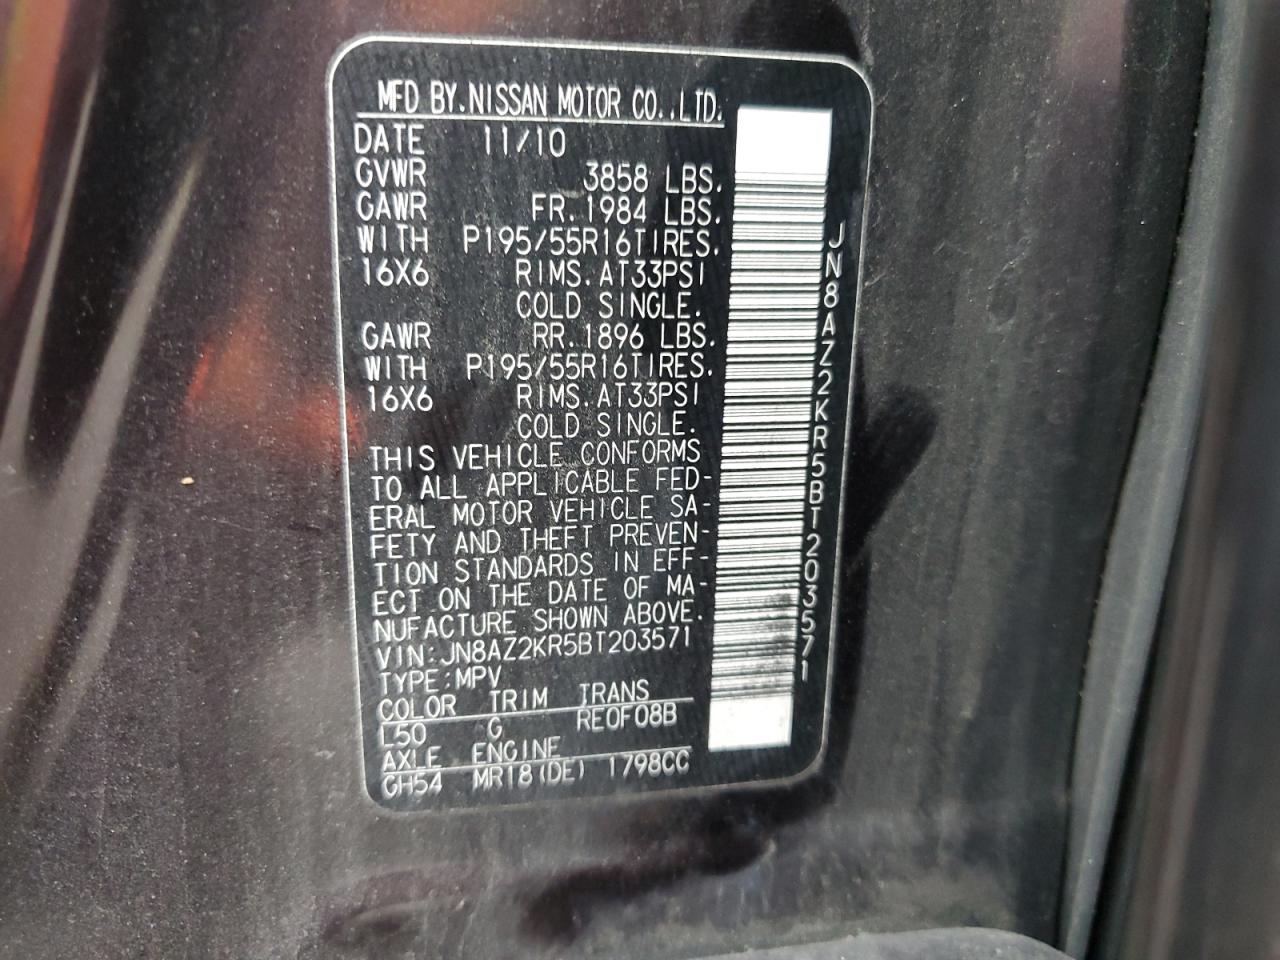 MFD BY.NISSAN MOTOR CO.,LTD.
DATE 11/10
GVWR 3858 LBS.
GAWR FR.1984 LBS.
WITH P195/55R16TIRES.
16X6 RIMS.AT33PSI
COLD SINGLE.
GAWR RR.1896 LBS.
WITH P195/55R16TIRES.
16X6 RIMS.AT33PSI
COLD SINGLE.
THIS VEHICLE CONFORMS
TO ALL APPLICABLE FED-
ERAL MOTOR VEHICLE SA-
FETY AND THEFT PREVEN-
TION STANDARDS IN EFF-
ECT ON THE DATE OF MA-
NUFACTURE SHOWN ABOVE.
VIN:JN8AZ2KR5BT203571
TYPE:MPV
COLOR TRIM TRANS
L50 G RE0F08B
AXLE ENGINE
GH54 MR18(DE) 1798CC
JN8AZ2KR5BT203571